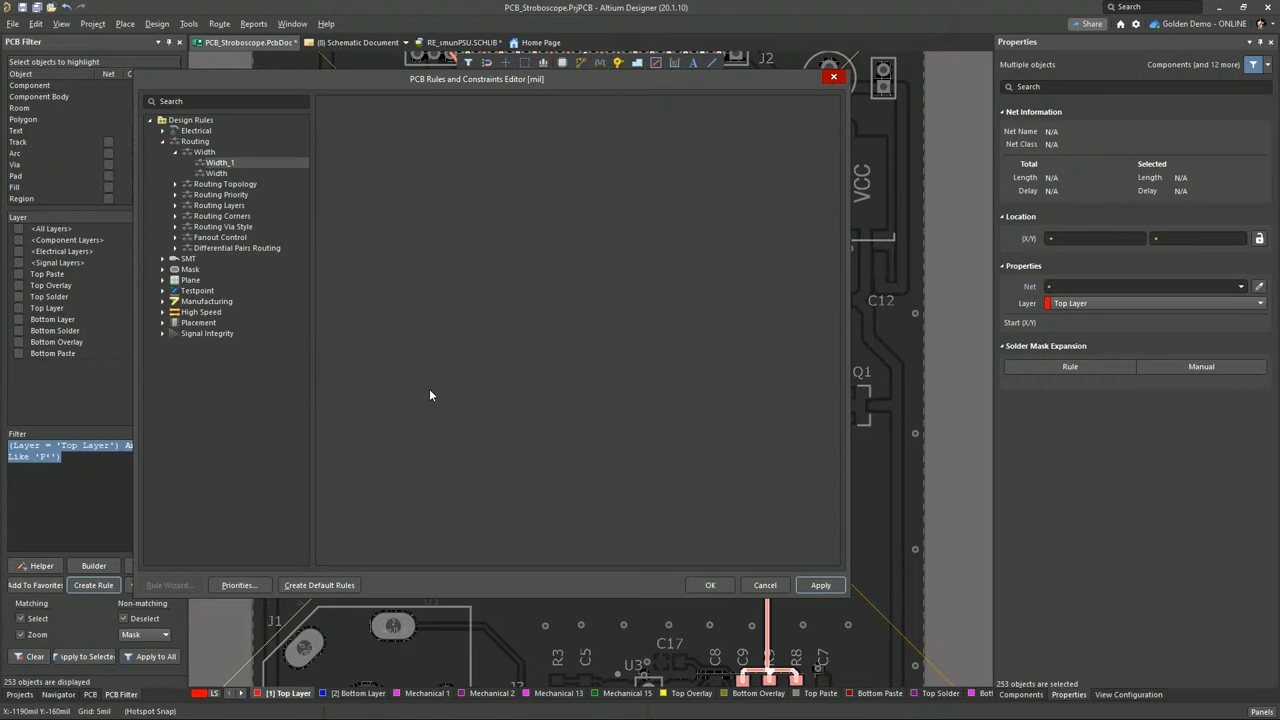 PCB_Stroboscope.PrjPCB - Altium Designer (20.1.10)
Search
File Edit View Project Place Design Tools Route Reports Window Help
Share
Golden Demo - ONLINE
PCB Filter
PCB_Stroboscope.PcbDoc *
(8) Schematic Document
RE_smunPSU.SCHLIB *
Home Page
Properties
Select objects to highlight
Object Net
Component
Component Body
Room
Polygon
Text
Track
Arc
Via
Pad
Fill
Region
Layer
<All Layers>
<Component Layers>
<Electrical Layers>
<Signal Layers>
Top Paste
Top Overlay
Top Solder
Top Layer
Bottom Layer
Bottom Solder
Bottom Overlay
Bottom Paste
Filter
(Layer = 'Top Layer')
Like 'P*')
Helper Builder
Add To Favorites Create Rule
Matching Non-matching
Select Deselect
Zoom Mask
Clear Apply to All
253 objects are displayed
Projects Navigator PCB PCB Filter
PCB Rules and Constraints Editor [mil]
Search
Design Rules
Electrical
Routing
Width
Width_1
Width
Routing Topology
Routing Priority
Routing Layers
Routing Corners
Routing Via Style
Fanout Control
Differential Pairs Routing
SMT
Mask
Plane
Testpoint
Manufacturing
High Speed
Placement
Signal Integrity
Rule Wizard... Priorities... Create Default Rules OK Cancel Apply
J2
VCC
C12
Q1
J1
R3
C5
U3
C17
C8
C9
R8
C7
Multiple objects Components (and 12 more)
Search
Net Information
Net Name N/A
Net Class N/A
Total Selected
Length N/A Length N/A
Delay N/A Delay N/A
Location
(X/Y) * *
Properties
Net *
Layer Top Layer
Start (X/Y)
Solder Mask Expansion
Rule Manual
253 objects are selected
Components Properties View Configuration
LS [1] Top Layer [2] Bottom Layer Mechanical 1 Mechanical 2 Mechanical 13 Mechanical 15 Top Overlay Bottom Overlay Top Paste Bottom Paste Top Solder
X:-1190mil Y:-160mil Grid: 5mil (Hotspot Snap)
Panels